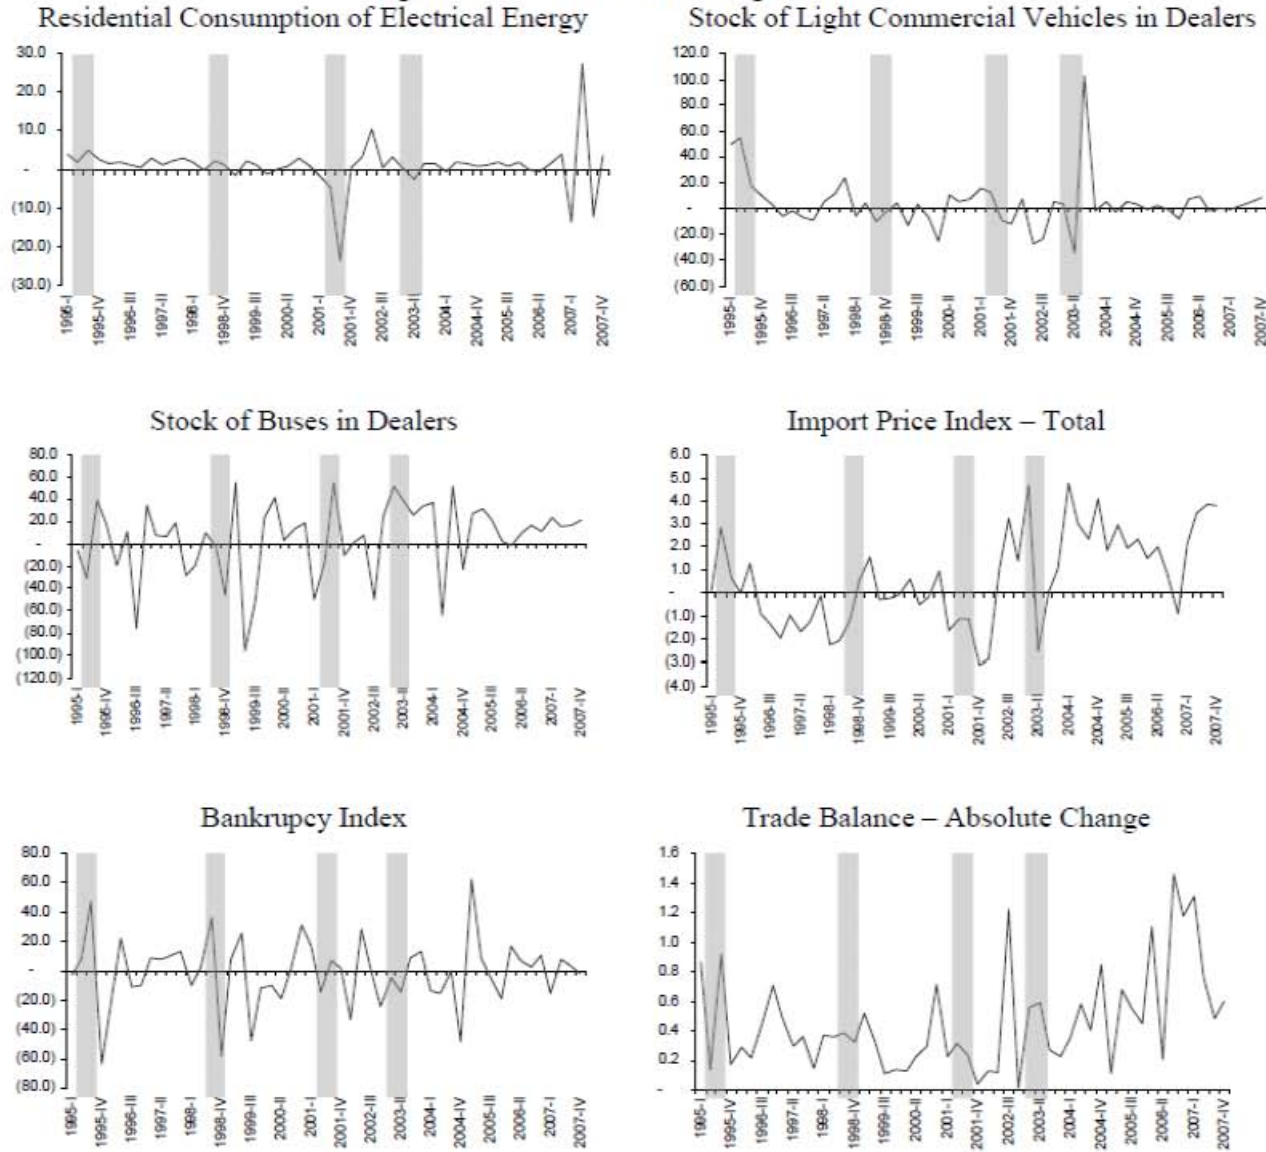 Residential Consumption of Electrical Energy
30.0
20.0
10.0
-
(10.0)
(20.0)
(30.0)
1995-I
1995-IV
1996-III
1997-II
1998-I
1998-IV
1999-III
2000-II
2001-I
2001-IV
2002-III
2003-II
2004-I
2004-IV
2005-III
2006-II
2007-I
2007-IV
Stock of Light Commercial Vehicles in Dealers
120.0
100.0
80.0
60.0
40.0
20.0
-
(20.0)
(40.0)
(60.0)
1995-I
1995-IV
1996-III
1997-II
1998-I
1998-IV
1999-III
2000-II
2001-I
2001-IV
2002-III
2003-II
2004-I
2004-IV
2005-III
2006-II
2007-I
2007-IV
Stock of Buses in Dealers
80.0
60.0
40.0
20.0
-
(20.0)
(40.0)
(60.0)
(80.0)
(100.0)
(120.0)
1995-I
1995-IV
1996-III
1997-II
1998-I
1998-IV
1999-III
2000-II
2001-I
2001-IV
2002-III
2003-II
2004-I
2004-IV
2005-III
2006-II
2007-I
2007-IV
Import Price Index – Total
6.0
5.0
4.0
3.0
2.0
1.0
-
(1.0)
(2.0)
(3.0)
(4.0)
1995-I
1995-IV
1996-III
1997-II
1998-I
1998-IV
1999-III
2000-II
2001-I
2001-IV
2002-III
2003-II
2004-I
2004-IV
2005-III
2006-II
2007-I
2007-IV
Bankrupcy Index
80.0
60.0
40.0
20.0
-
(20.0)
(40.0)
(60.0)
(80.0)
1995-I
1995-IV
1996-III
1997-II
1998-I
1998-IV
1999-III
2000-II
2001-I
2001-IV
2002-III
2003-II
2004-I
2004-IV
2005-III
2006-II
2007-I
2007-IV
Trade Balance – Absolute Change
1.6
1.4
1.2
1.0
0.8
0.6
0.4
0.2
-
1995-I
1995-IV
1996-III
1997-II
1998-I
1998-IV
1999-III
2000-II
2001-I
2001-IV
2002-III
2003-II
2004-I
2004-IV
2005-III
2006-II
2007-I
2007-IV